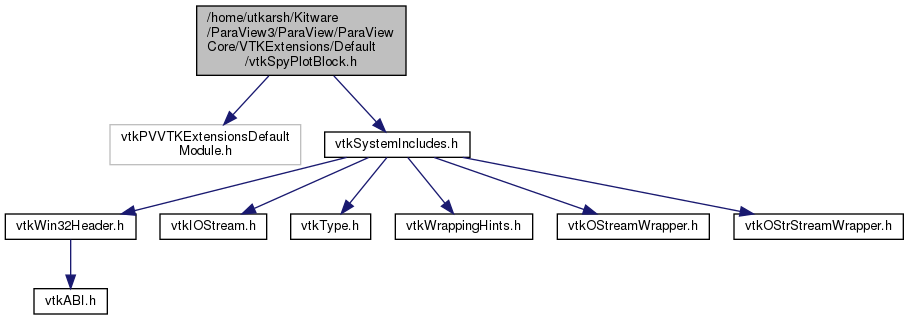 /home/utkarsh/Kitware
/ParaView3/ParaView/ParaView
Core/VTKExtensions/Default
/vtkSpyPlotBlock.h
vtkPVVTKExtensionsDefault
Module.h
vtkSystemIncludes.h
vtkWin32Header.h
vtkIOStream.h
vtkType.h
vtkWrappingHints.h
vtkOStreamWrapper.h
vtkOStrStreamWrapper.h
vtkABI.h